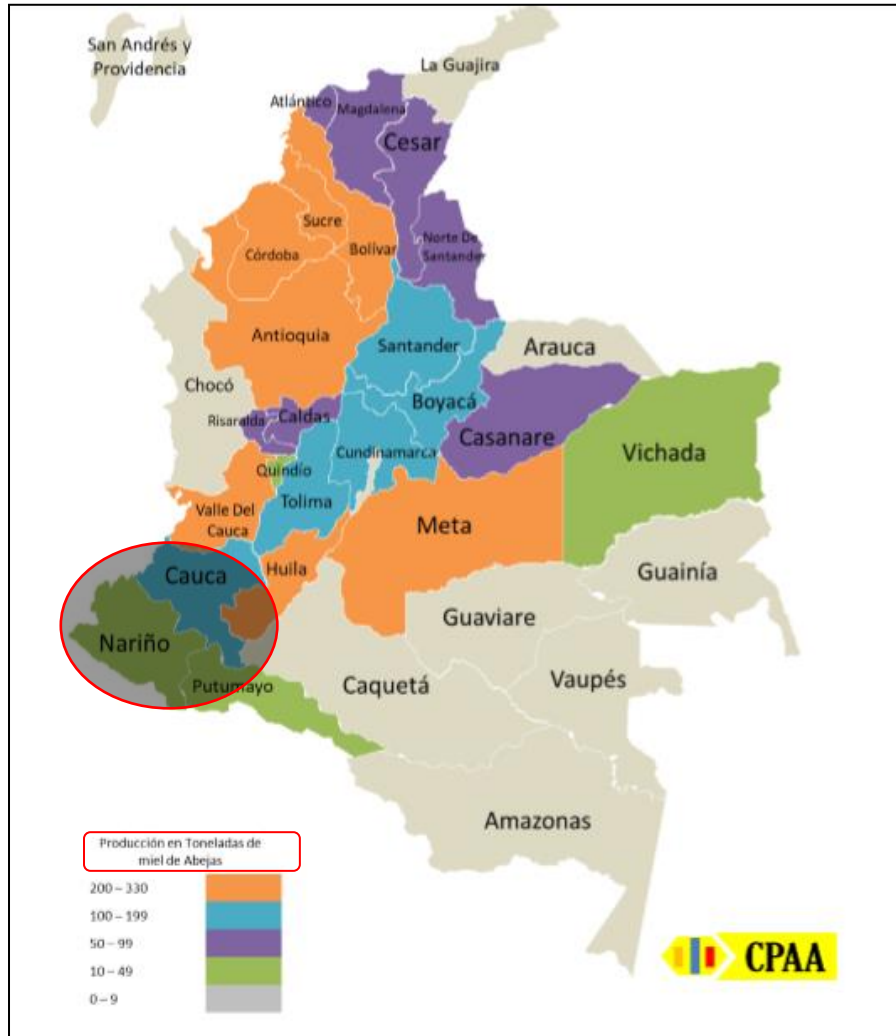 San Andrés y
Providencia
La Guajira
Atlántico
Magdalena
Cesar
Sucre
Norte De
Santander
Córdoba
Bolívar
Antioquia
Santander
Arauca
Chocó
Boyacá
Risaralda
Caldas
Casanare
Cundinamarca
Vichada
Quindío
Tolima
Valle Del
Cauca
Meta
Cauca
Huila
Guainía
Guaviare
Nariño
Vaupés
Putumayo
Caquetá
Amazonas
Producción en Toneladas de
miel de Abejas
200 – 330
100 – 199
50 – 99
10 – 49
0 – 9
CPAA